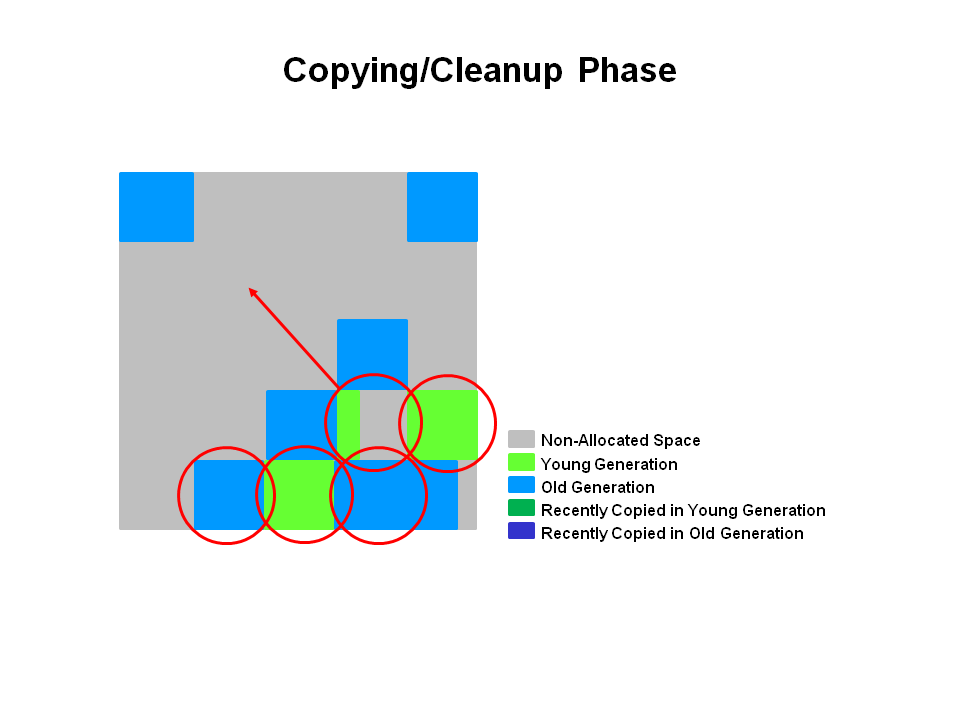 Copying/Cleanup Phase
Non-Allocated Space
Young Generation
Old Generation
Recently Copied in Young Generation
Recently Copied in Old Generation